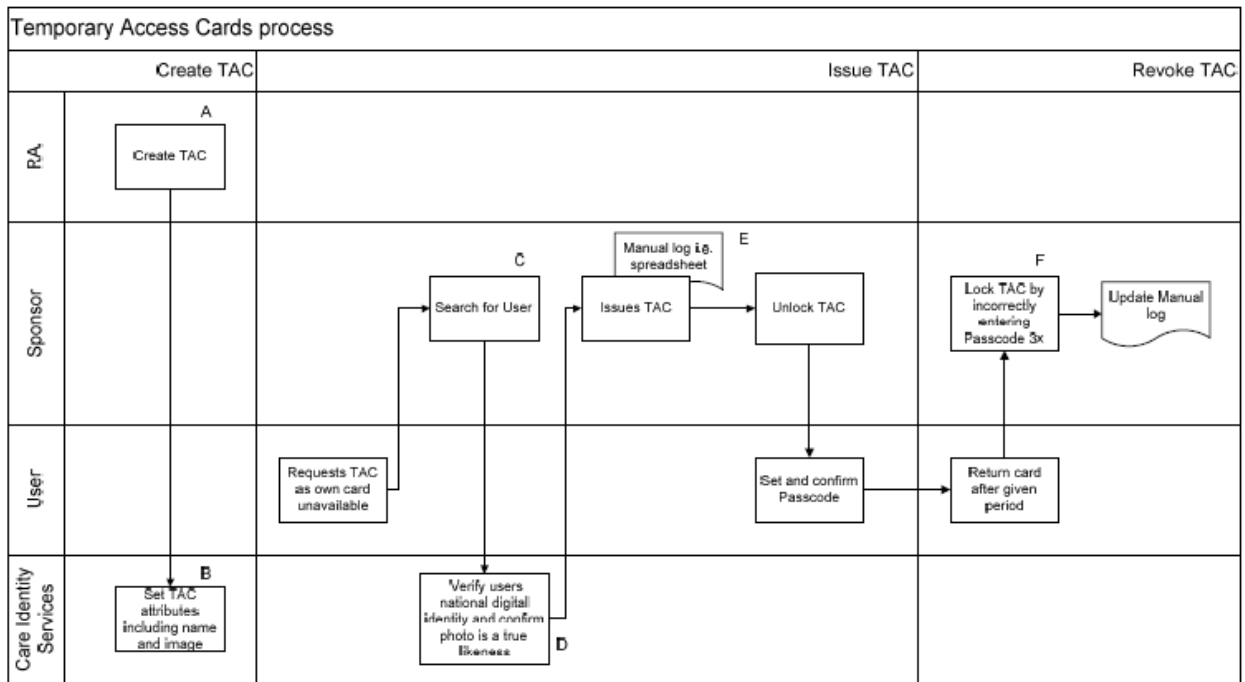 Temporary Access Cards process
Create TAC
Issue TAC
Revoke TAC
RA
A
Create TAC
Sponsor
C
Search for User
Manual log i.e.
spreadsheet
E
Issues TAC
Unlock TAC
F
Lock TAC by
incorrectly
entering
Passcode 3x
Update Manual
log
User
Requests TAC
as own card
unavailable
Set and confirm
Passcode
Return card
after given
period
Care Identity
Services
B
Set TAC
attributes
including name
and image
Verify users
national digital
identity and confirm
photo is a true
likeness
D